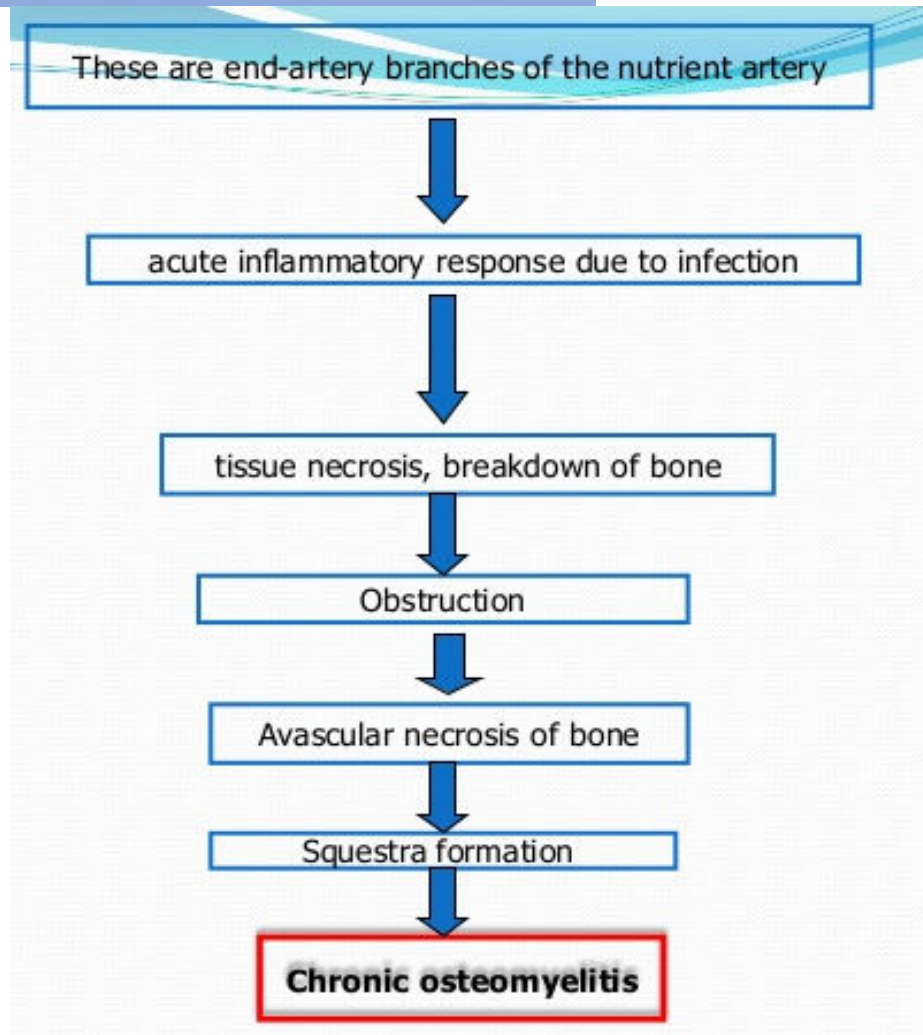 These are end-artery branches of the nutrient artery
acute inflammatory response due to infection
tissue necrosis, breakdown of bone
Obstruction
Avascular necrosis of bone
Squestra formation
Chronic osteomyelitis